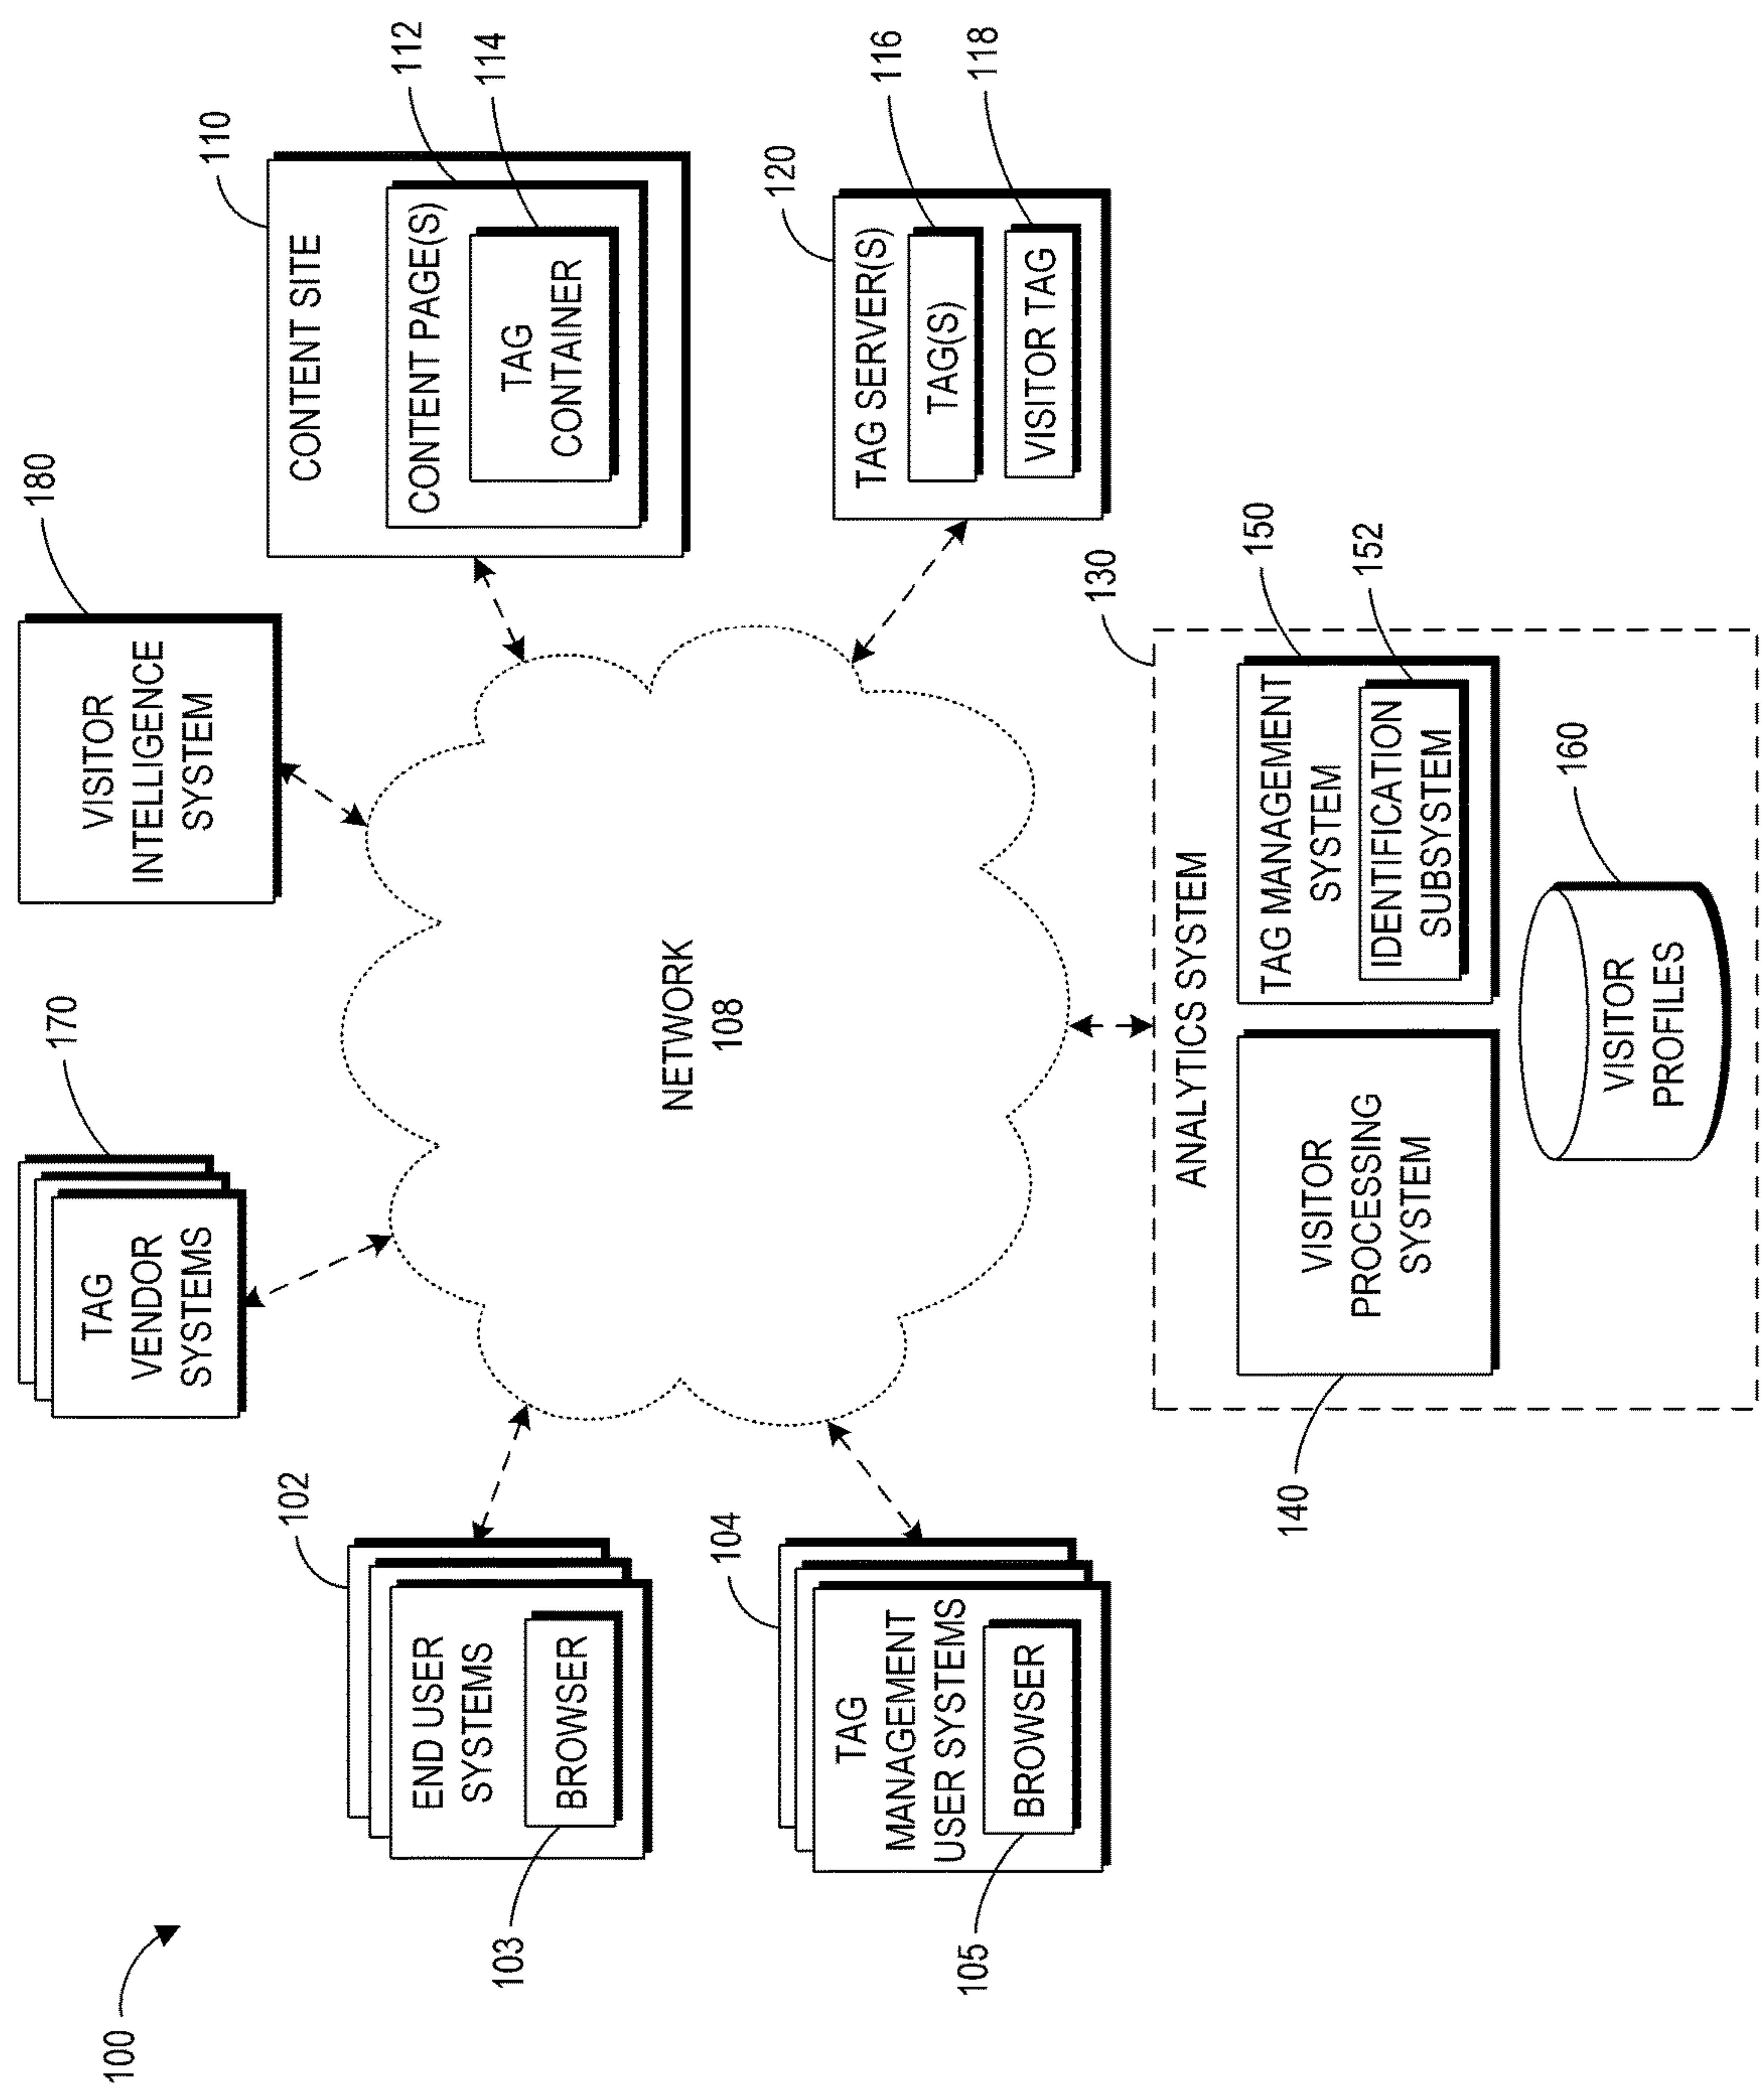 100
TAG
VENDOR
SYSTEMS
170
VISITOR
INTELLIGENCE
SYSTEM
180
END USER
SYSTEMS
BROWSER
102
103
CONTENT SITE
CONTENT PAGE(S)
TAG
CONTAINER
110
112
114
NETWORK
108
TAG
MANAGEMENT
USER SYSTEMS
BROWSER
104
105
TAG SERVER(S)
TAG(S)
VISITOR TAG
120
116
118
ANALYTICS SYSTEM
130
VISITOR
PROCESSING
SYSTEM
140
TAG MANAGEMENT
SYSTEM
IDENTIFICATION
SUBSYSTEM
150
152
VISITOR
PROFILES
160